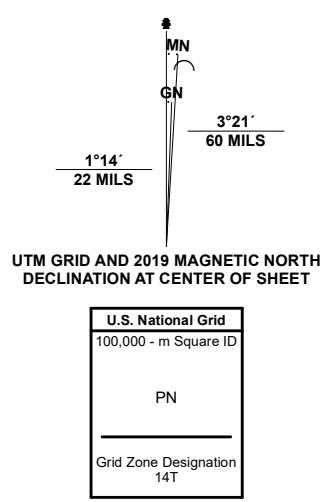 MN
GN
3°21´
60 MILS
1°14´
22 MILS
UTM GRID AND 2019 MAGNETIC NORTH
DECLINATION AT CENTER OF SHEET
U.S. National Grid
100,000 - m Square ID
PN
Grid Zone Designation
14T